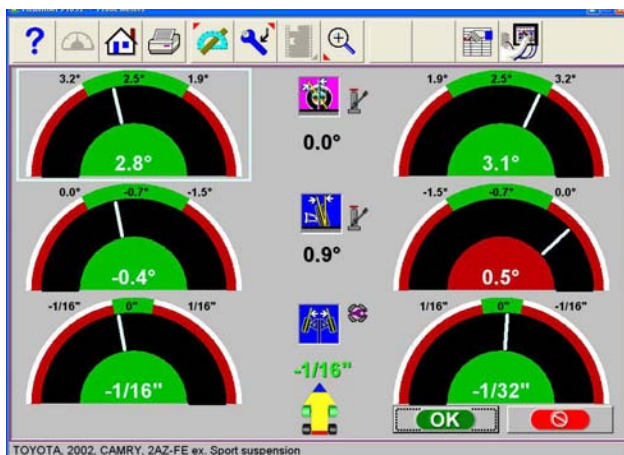 3.2° 2.5° 1.9°
2.8°
0.0°
1.9° 2.5° 3.2°
3.1°
0.0° -0.7° -1.5°
-0.4°
0.9°
-1.5° -0.7° 0.0°
0.5°
-1/16" 0" 1/16"
-1/16"
-1/16"
1/16" 0" -1/16"
-1/32"
OK
TOYOTA, 2002, CAMRY, 2AZ-FE ex. Sport suspension